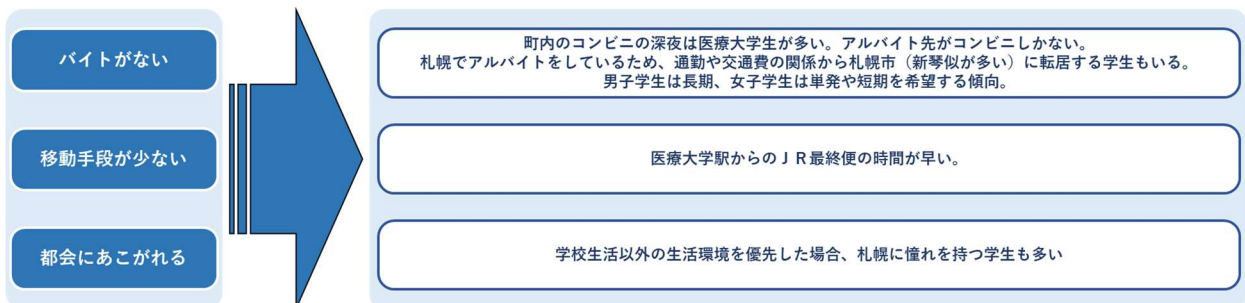 バイトがない
町内のコンビニの深夜は医療大学生が多い。アルバイト先がコンビニしかない。
札幌でアルバイトをしているため、通勤や交通費の関係から札幌市（新琴似が多い）に転居する学生もいる。
男子学生は長期、女子学生は単発や短期を希望する傾向。
移動手段が少ない
医療大学駅からのＪＲ最終便の時間が早い。
都会にあこがれる
学校生活以外の生活環境を優先した場合、札幌に憧れを持つ学生も多い